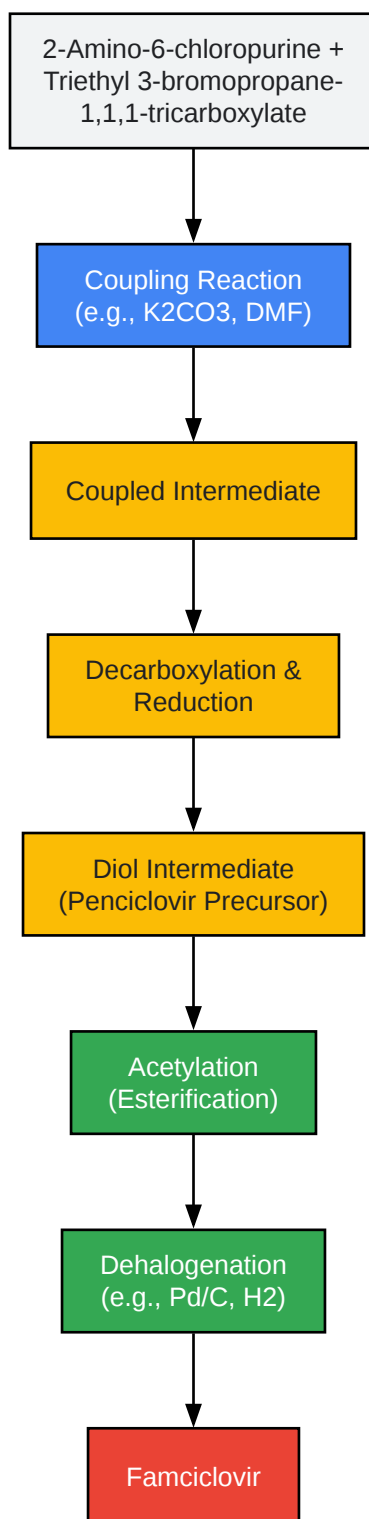 2-Amino-6-chloropurine +
Triethyl 3-bromopropane-
1,1,1-tricarboxylate
Coupling Reaction
(e.g., K2CO3, DMF)
Coupled Intermediate
Decarboxylation &
Reduction
Diol Intermediate
(Penciclovir Precursor)
Acetylation
(Esterification)
Dehalogenation
(e.g., Pd/C, H2)
Famciclovir